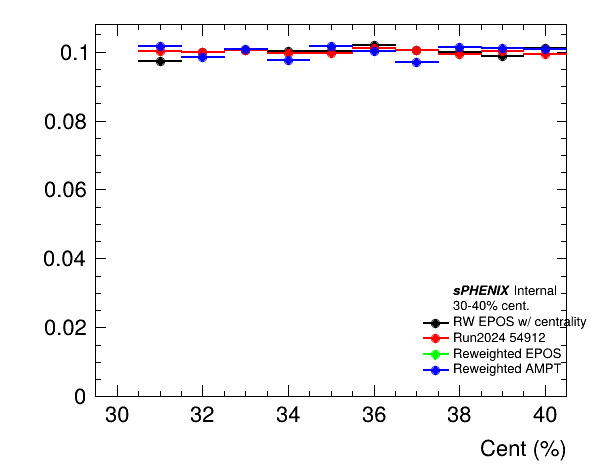 0.1
0.08
0.06
0.04
0.02
0
30 32 34 36 38 40
Cent (%)
sPHENIX Internal
30-40% cent.
RW EPOS w/ centrality
Run2024 54912
Reweighted EPOS
Reweighted AMPT